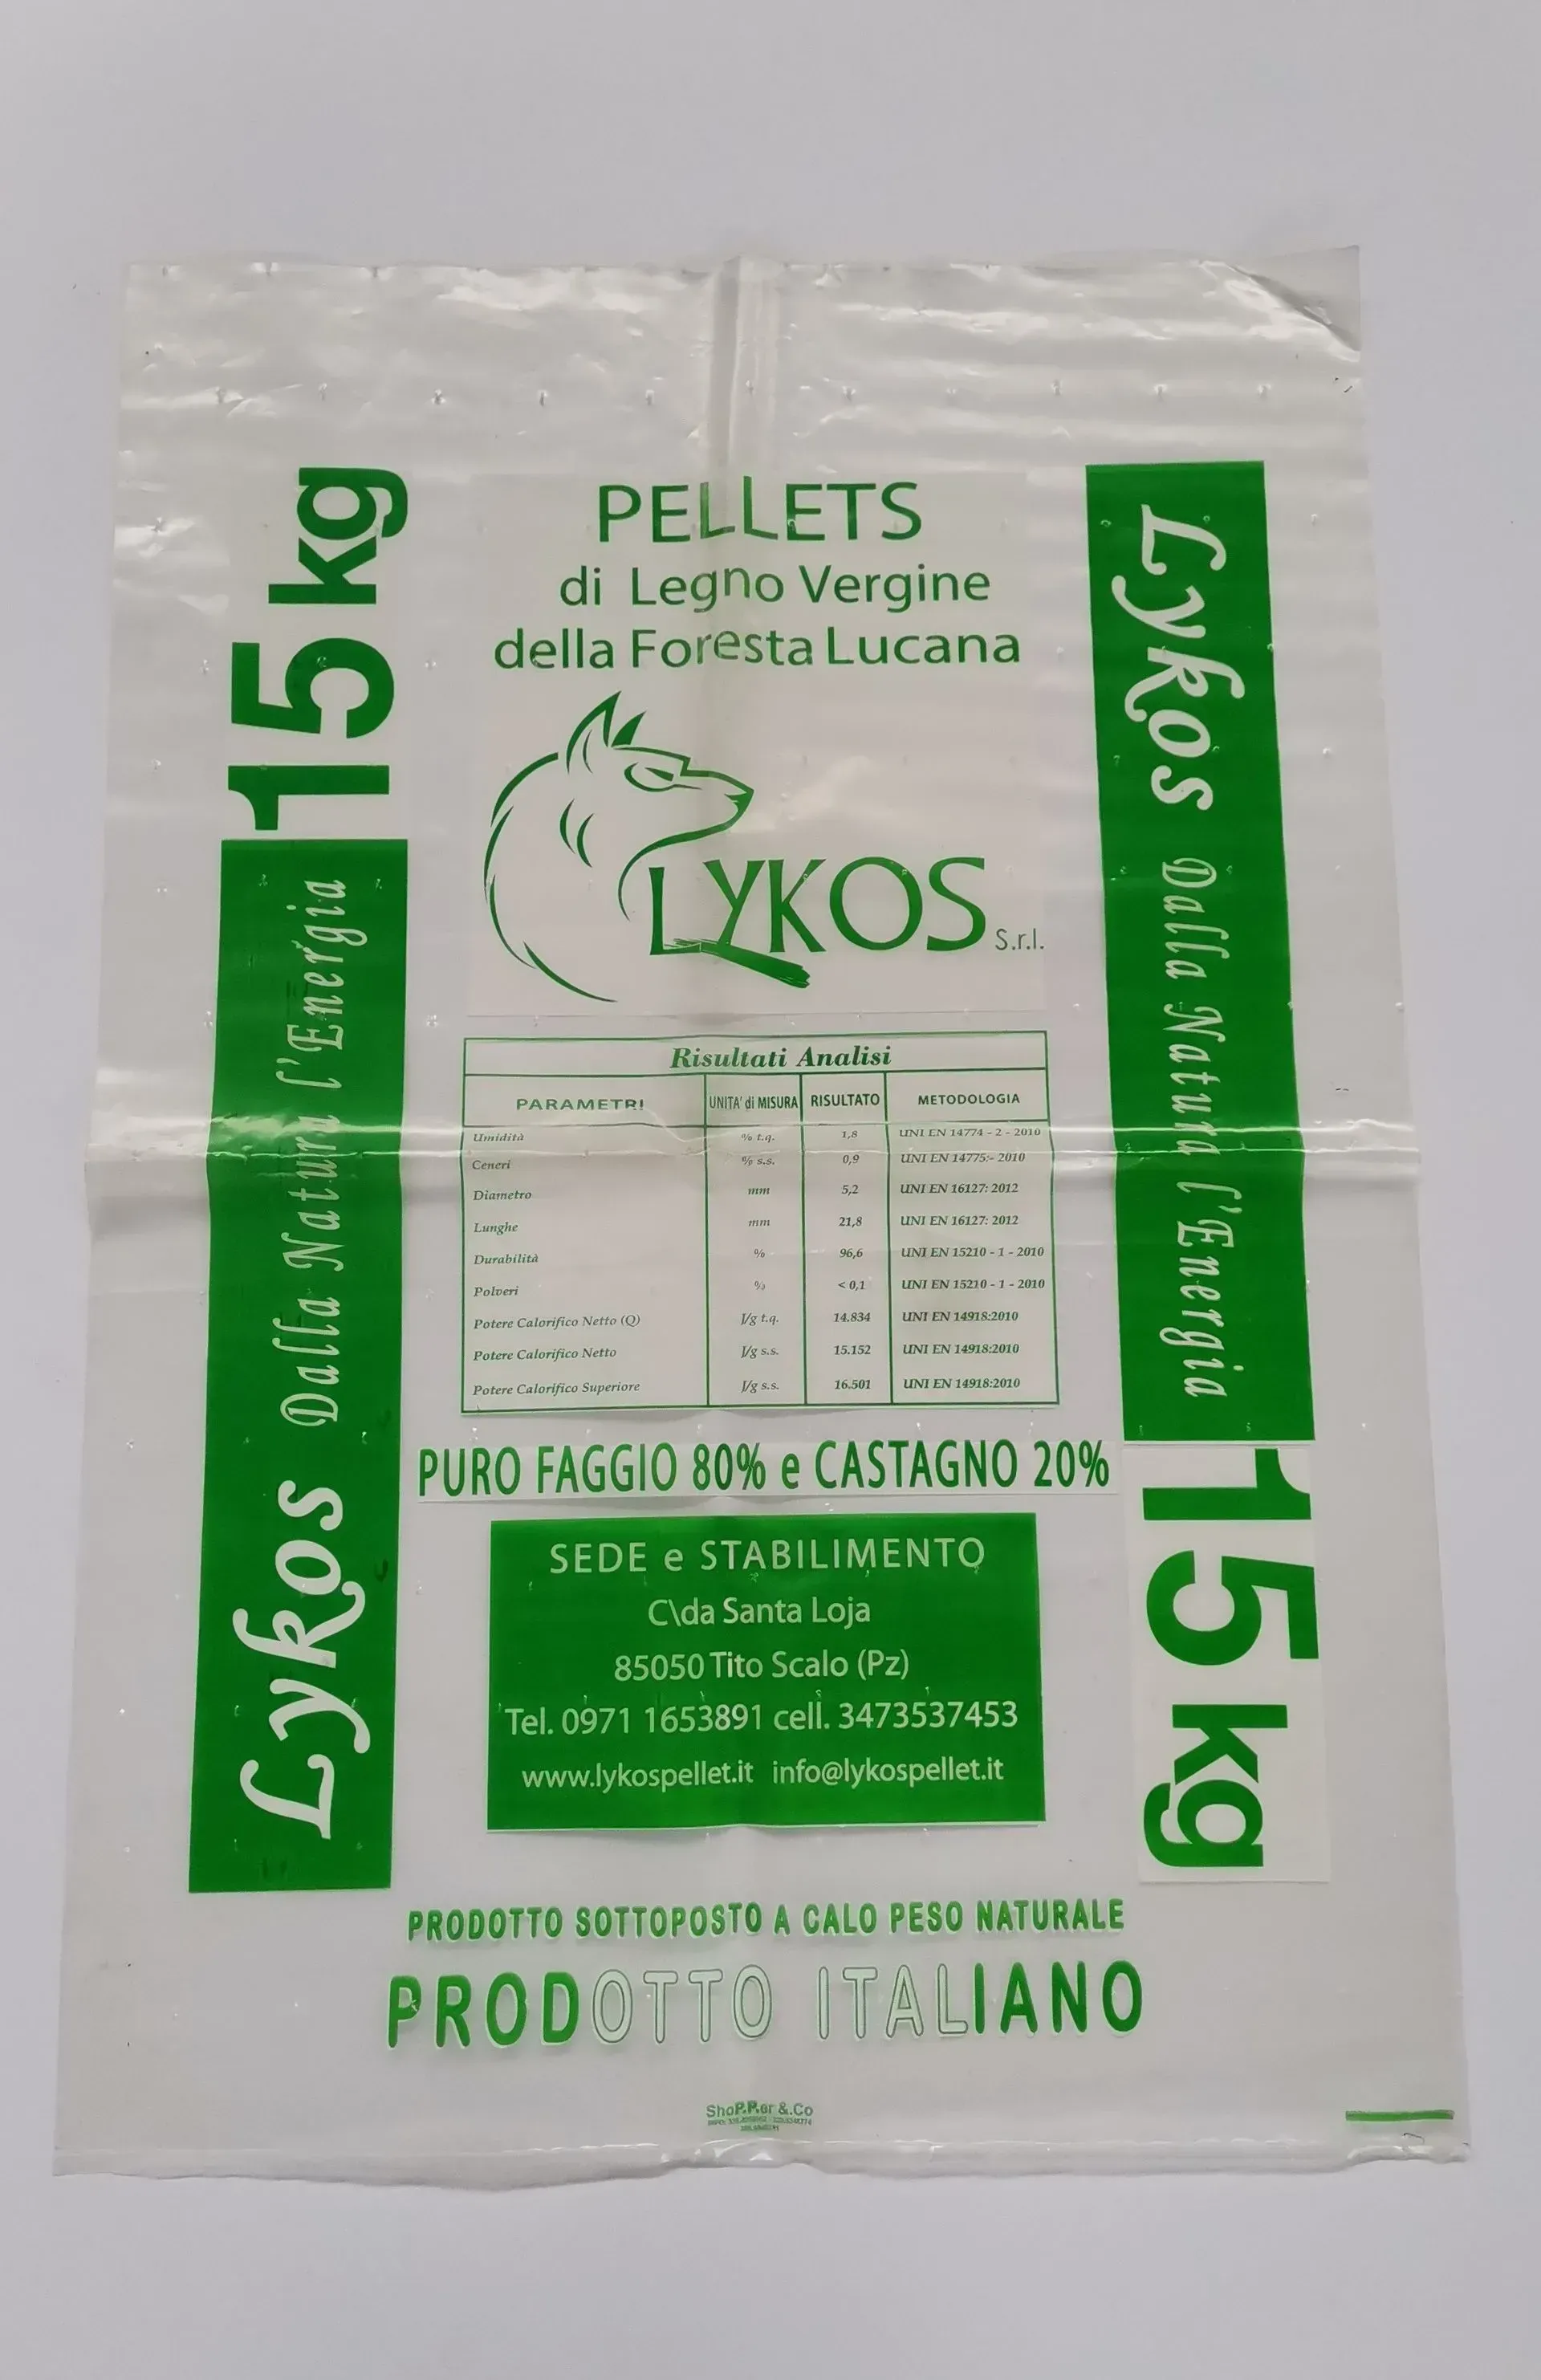 15 kg
Lykos Dalla Natura l'Energia
PELLETS
di Legno Vergine
della Foresta Lucana
LYKOS S.r.l.
Risultati Analisi
PARAMETRI UNITA' di MISURA RISULTATO METODOLOGIA
Umidità % t.q. 1,8 UNI EN 14774 - 2 - 2010
Ceneri % s.s. 0,9 UNI EN 14775:- 2010
Diametro mm 5,2 UNI EN 16127: 2012
Lunghe mm 21,8 UNI EN 16127: 2012
Durabilità % 96,6 UNI EN 15210 - 1 - 2010
Polveri % < 0,1 UNI EN 15210 - 1 - 2010
Potere Calorifico Netto (Q) J/g t.q. 14.834 UNI EN 14918:2010
Potere Calorifico Netto J/g s.s. 15.152 UNI EN 14918:2010
Potere Calorifico Superiore J/g s.s. 16.501 UNI EN 14918:2010
PURO FAGGIO 80% e CASTAGNO 20%
SEDE e STABILIMENTO
C\da Santa Loja
85050 Tito Scalo (Pz)
Tel. 0971 1653891 cell. 3473537453
www.lykospellet.it info@lykospellet.it
Lykos Dalla Natura l'Energia
15 kg
PRODOTTO SOTTOPOSTO A CALO PESO NATURALE
PRODOTTO ITALIANO
ShoP.P.er &.Co